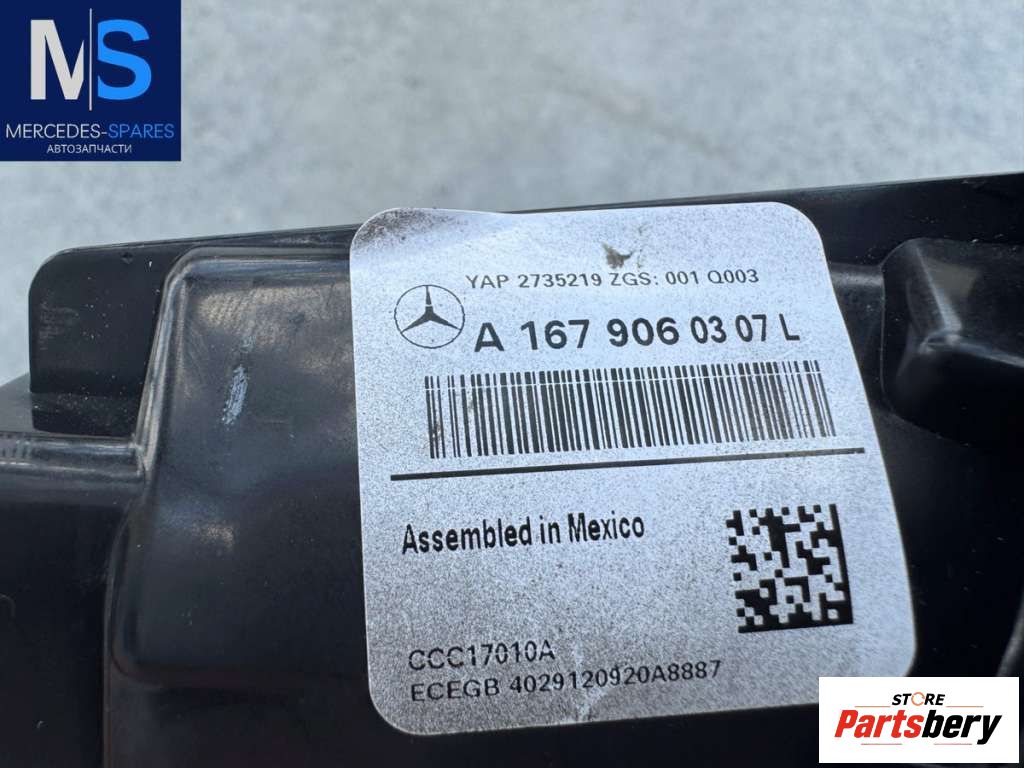 MS
MERCEDES-SPARES
АВТОЗАПЧАСТИ
YAP 2735219 ZGS: 001 Q003
A 167 906 03 07 L
Assembled in Mexico
CCC17010A
ECEGB 4029120920A8887
STORE
Partsbery